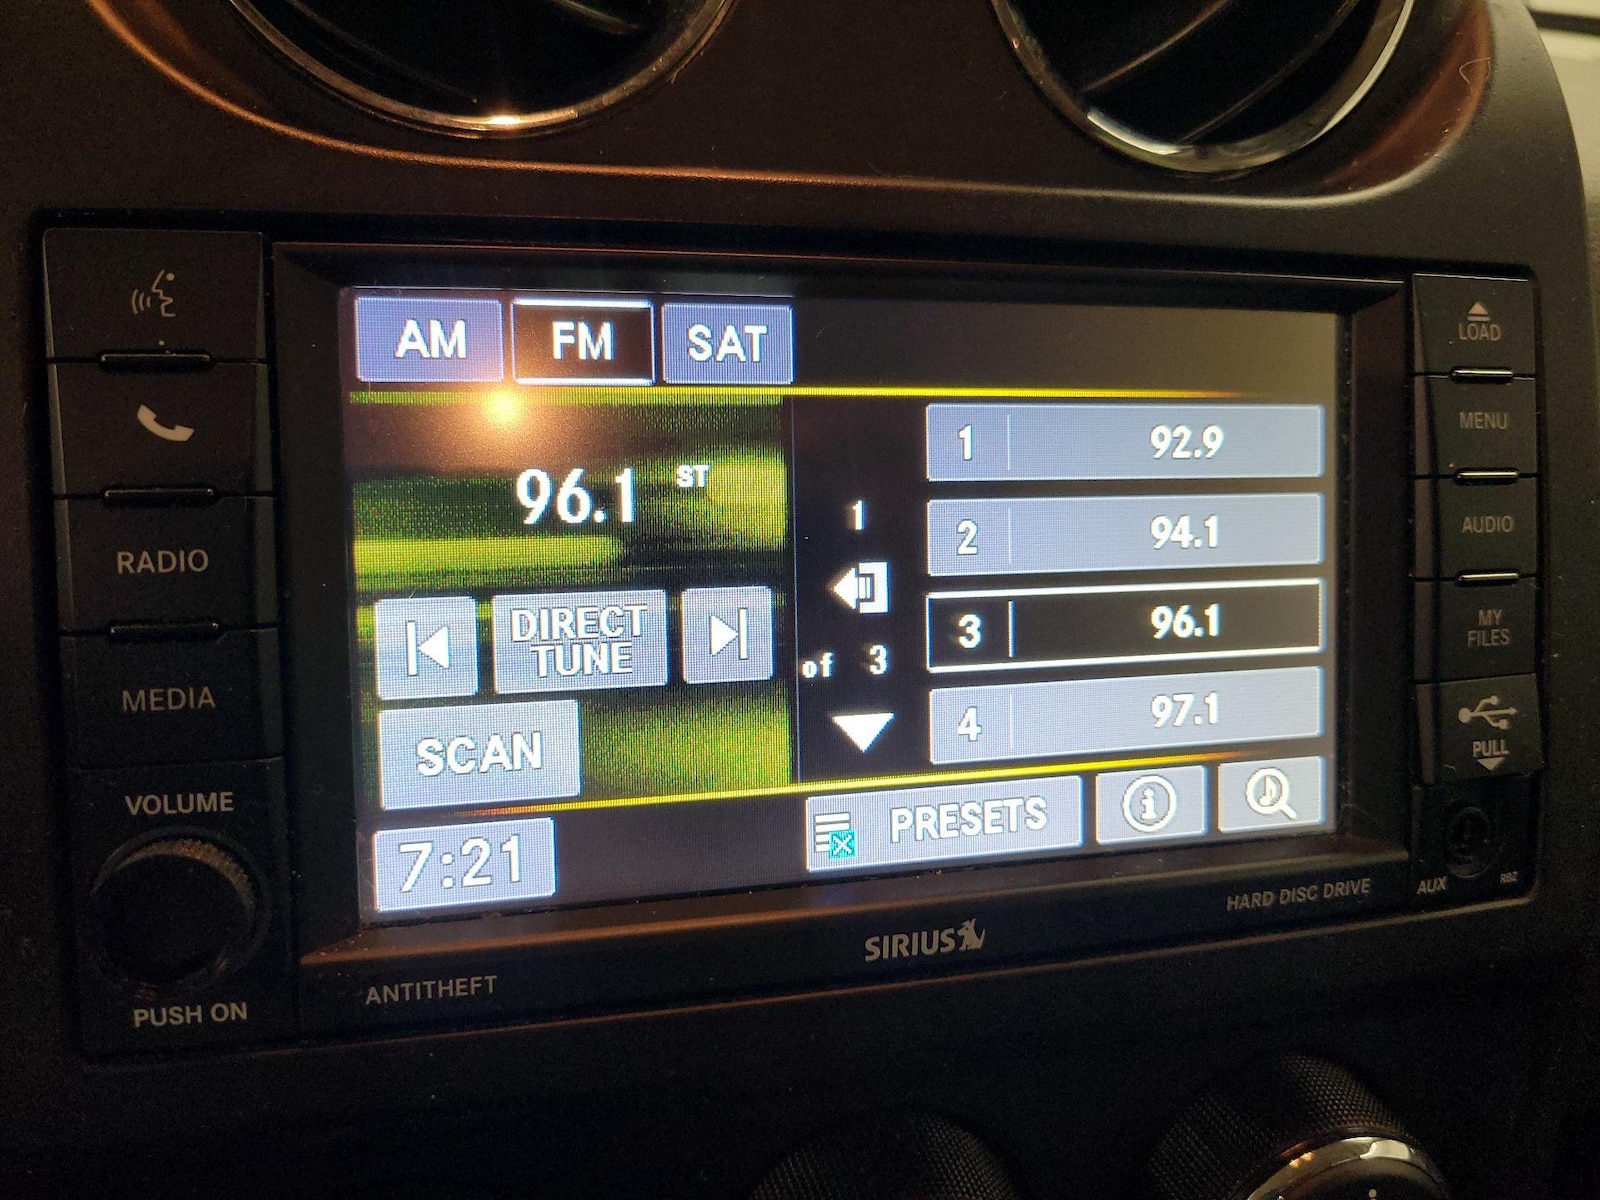 AM FM SAT
96.1 ST
DIRECT
TUNE
SCAN
7:21
1
of 3
1 92.9
2 94.1
3 96.1
4 97.1
PRESETS
i
RADIO
MEDIA
VOLUME
PUSH ON
LOAD
MENU
AUDIO
MY
FILES
PULL
AUX
RBZ
HARD DISC DRIVE
SIRIUS
ANTITHEFT